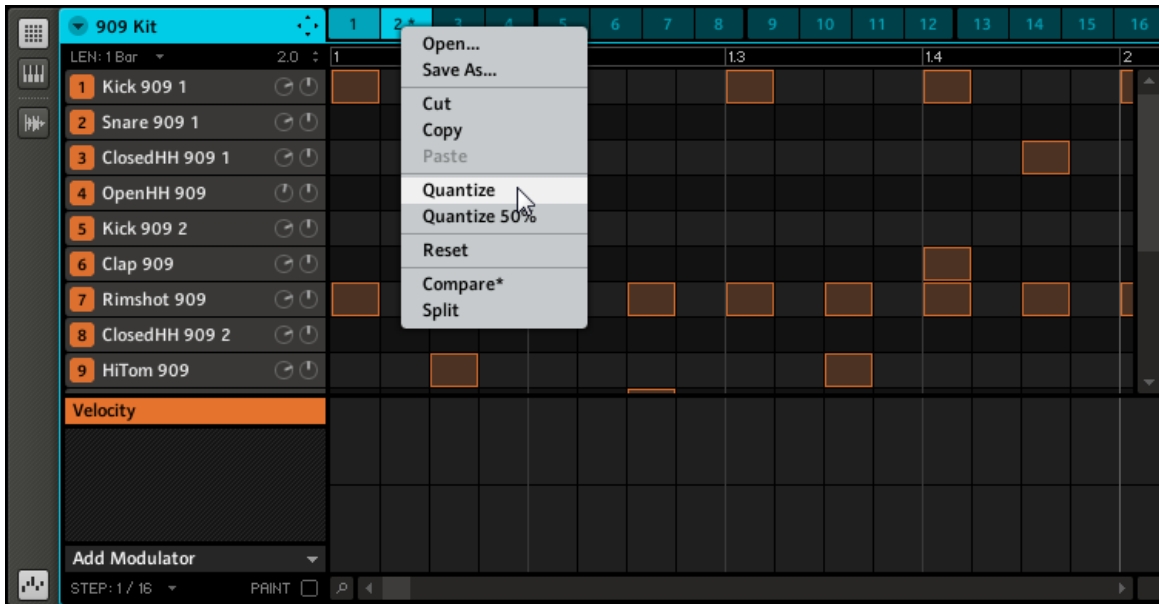 909 Kit 1 2* 3 4 5 6 7 8 9 10 11 12 13 14 15 16
LEN: 1 Bar 2.0 1 1.3 1.4 2
1 Kick 909 1
2 Snare 909 1
3 ClosedHH 909 1
4 OpenHH 909
5 Kick 909 2
6 Clap 909
7 Rimshot 909
8 ClosedHH 909 2
9 HiTom 909
Open...
Save As...
Cut
Copy
Paste
Quantize
Quantize 50%
Reset
Compare*
Split
Velocity
Add Modulator
STEP: 1 / 16 PAINT